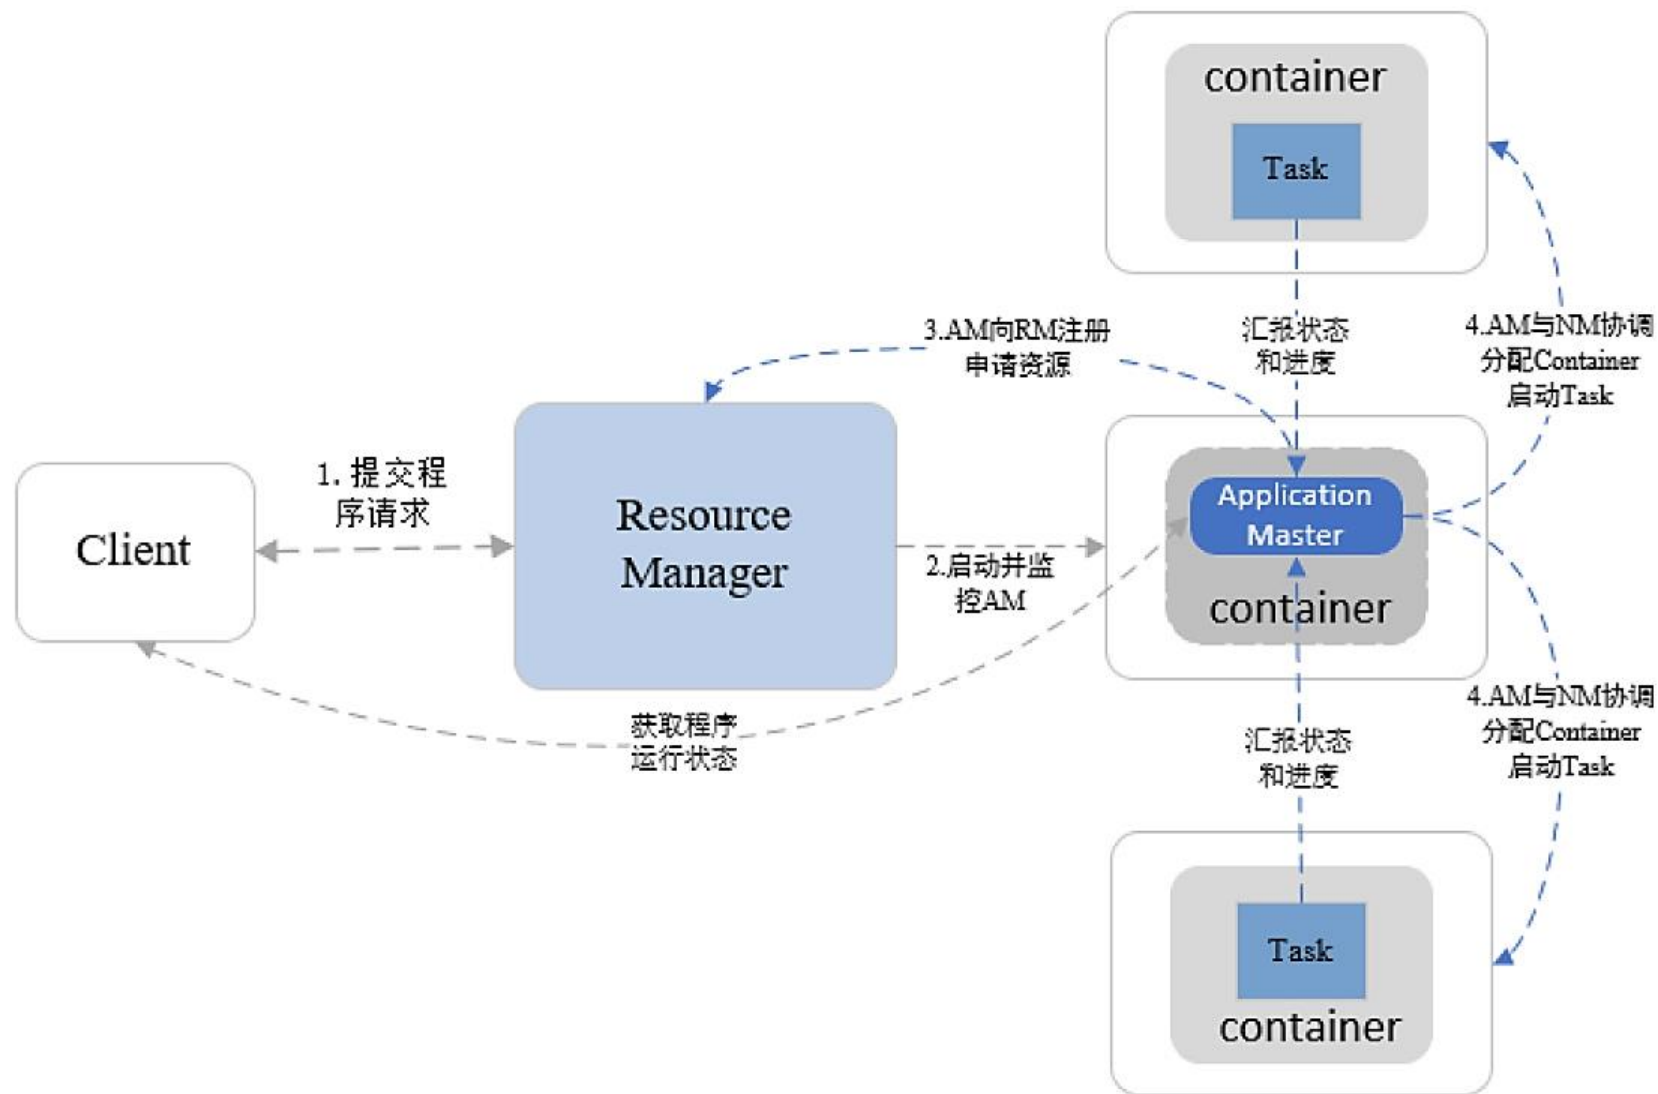 container
Task
3.AM向RM注册
申请资源
汇报状态
和进度
4.AM与NM协调
分配Container
启动Task
Client
1. 提交程
序请求
Resource
Manager
2.启动并监
控AM
Application
Master
container
获取程序
运行状态
汇报状态
和进度
4.AM与NM协调
分配Container
启动Task
Task
container